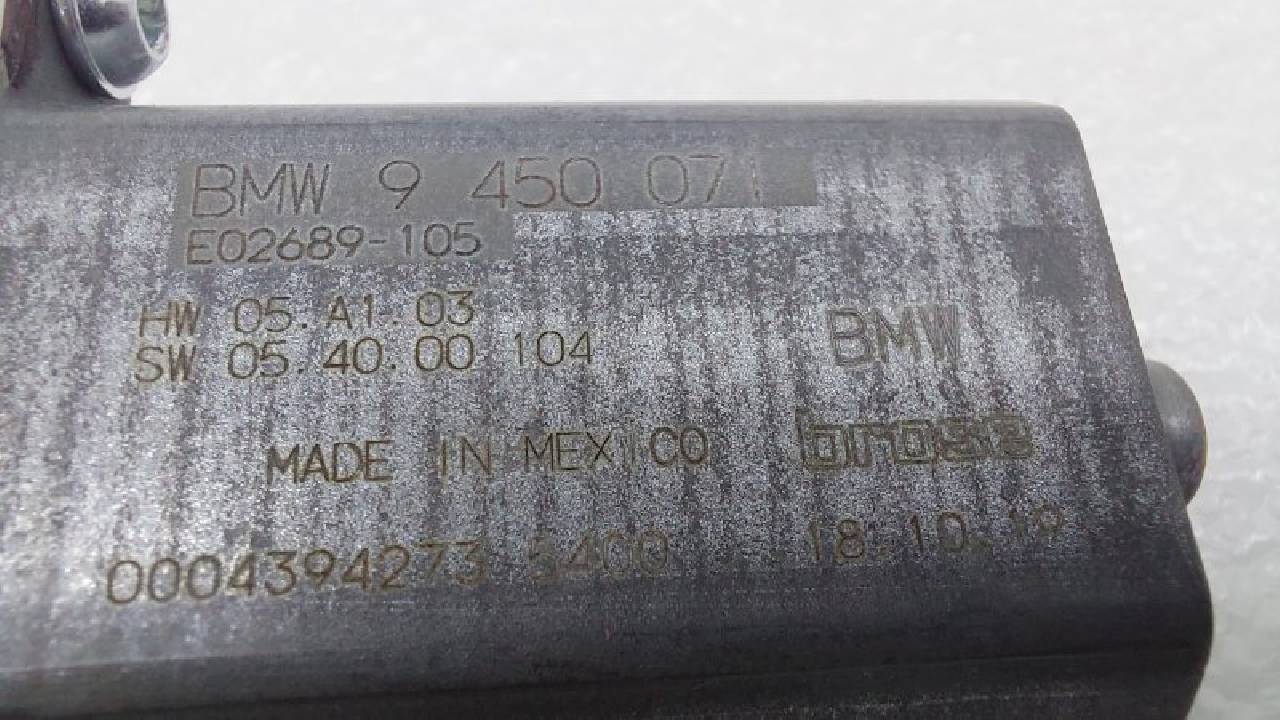 BMW 9 450 071
E02689-105
HW 05.A1.03
SW 05.40.00 104
BMW
MADE IN MEXICO brose
0004394273 5400 18.10.19